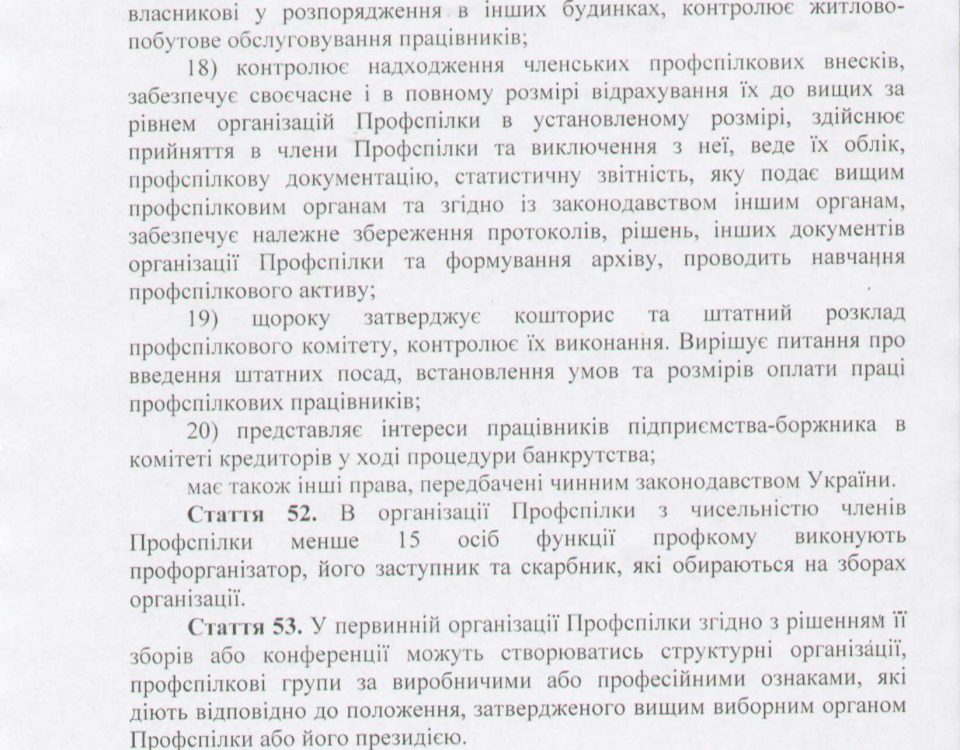 власникові у розпорядження в інших будинках, контролює житлово-
побутове обслуговування працівників;
18) контролює надходження членських профспілкових внесків,
забезпечує своєчасне і в повному розмірі відрахування їх до вищих за
рівнем організацій Профспілки в установленому розмірі, здійснює
прийняття в члени Профспілки та виключення з неї, веде їх облік,
профспілкову документацію, статистичну звітність, яку подає вищим
профспілковим органам та згідно із законодавством іншим органам,
забезпечує належне збереження протоколів, рішень, інших документів
організації Профспілки та формування архіву, проводить навчання
профспілкового активу;
19) щороку затверджує кошторис та штатний розклад
профспілкового комітету, контролює їх виконання. Вирішує питання про
введення штатних посад, встановлення умов та розмірів оплати праці
профспілкових працівників;
20) представляє інтереси працівників підприємства-боржника в
комітеті кредиторів у ході процедури банкрутства;
має також інші права, передбачені чинним законодавством України.
Стаття 52. В організації Профспілки з чисельністю членів
Профспілки менше 15 осіб функції профкому виконують
профорганізатор, його заступник та скарбник, які обираються на зборах
організації.
Стаття 53. У первинній організації Профспілки згідно з рішенням її
зборів або конференції можуть створюватись структурні організації,
профспілкові групи за виробничими або професійними ознаками, які
діють відповідно до положення, затвердженого вищим виборним органом
Профспілки або його президією.